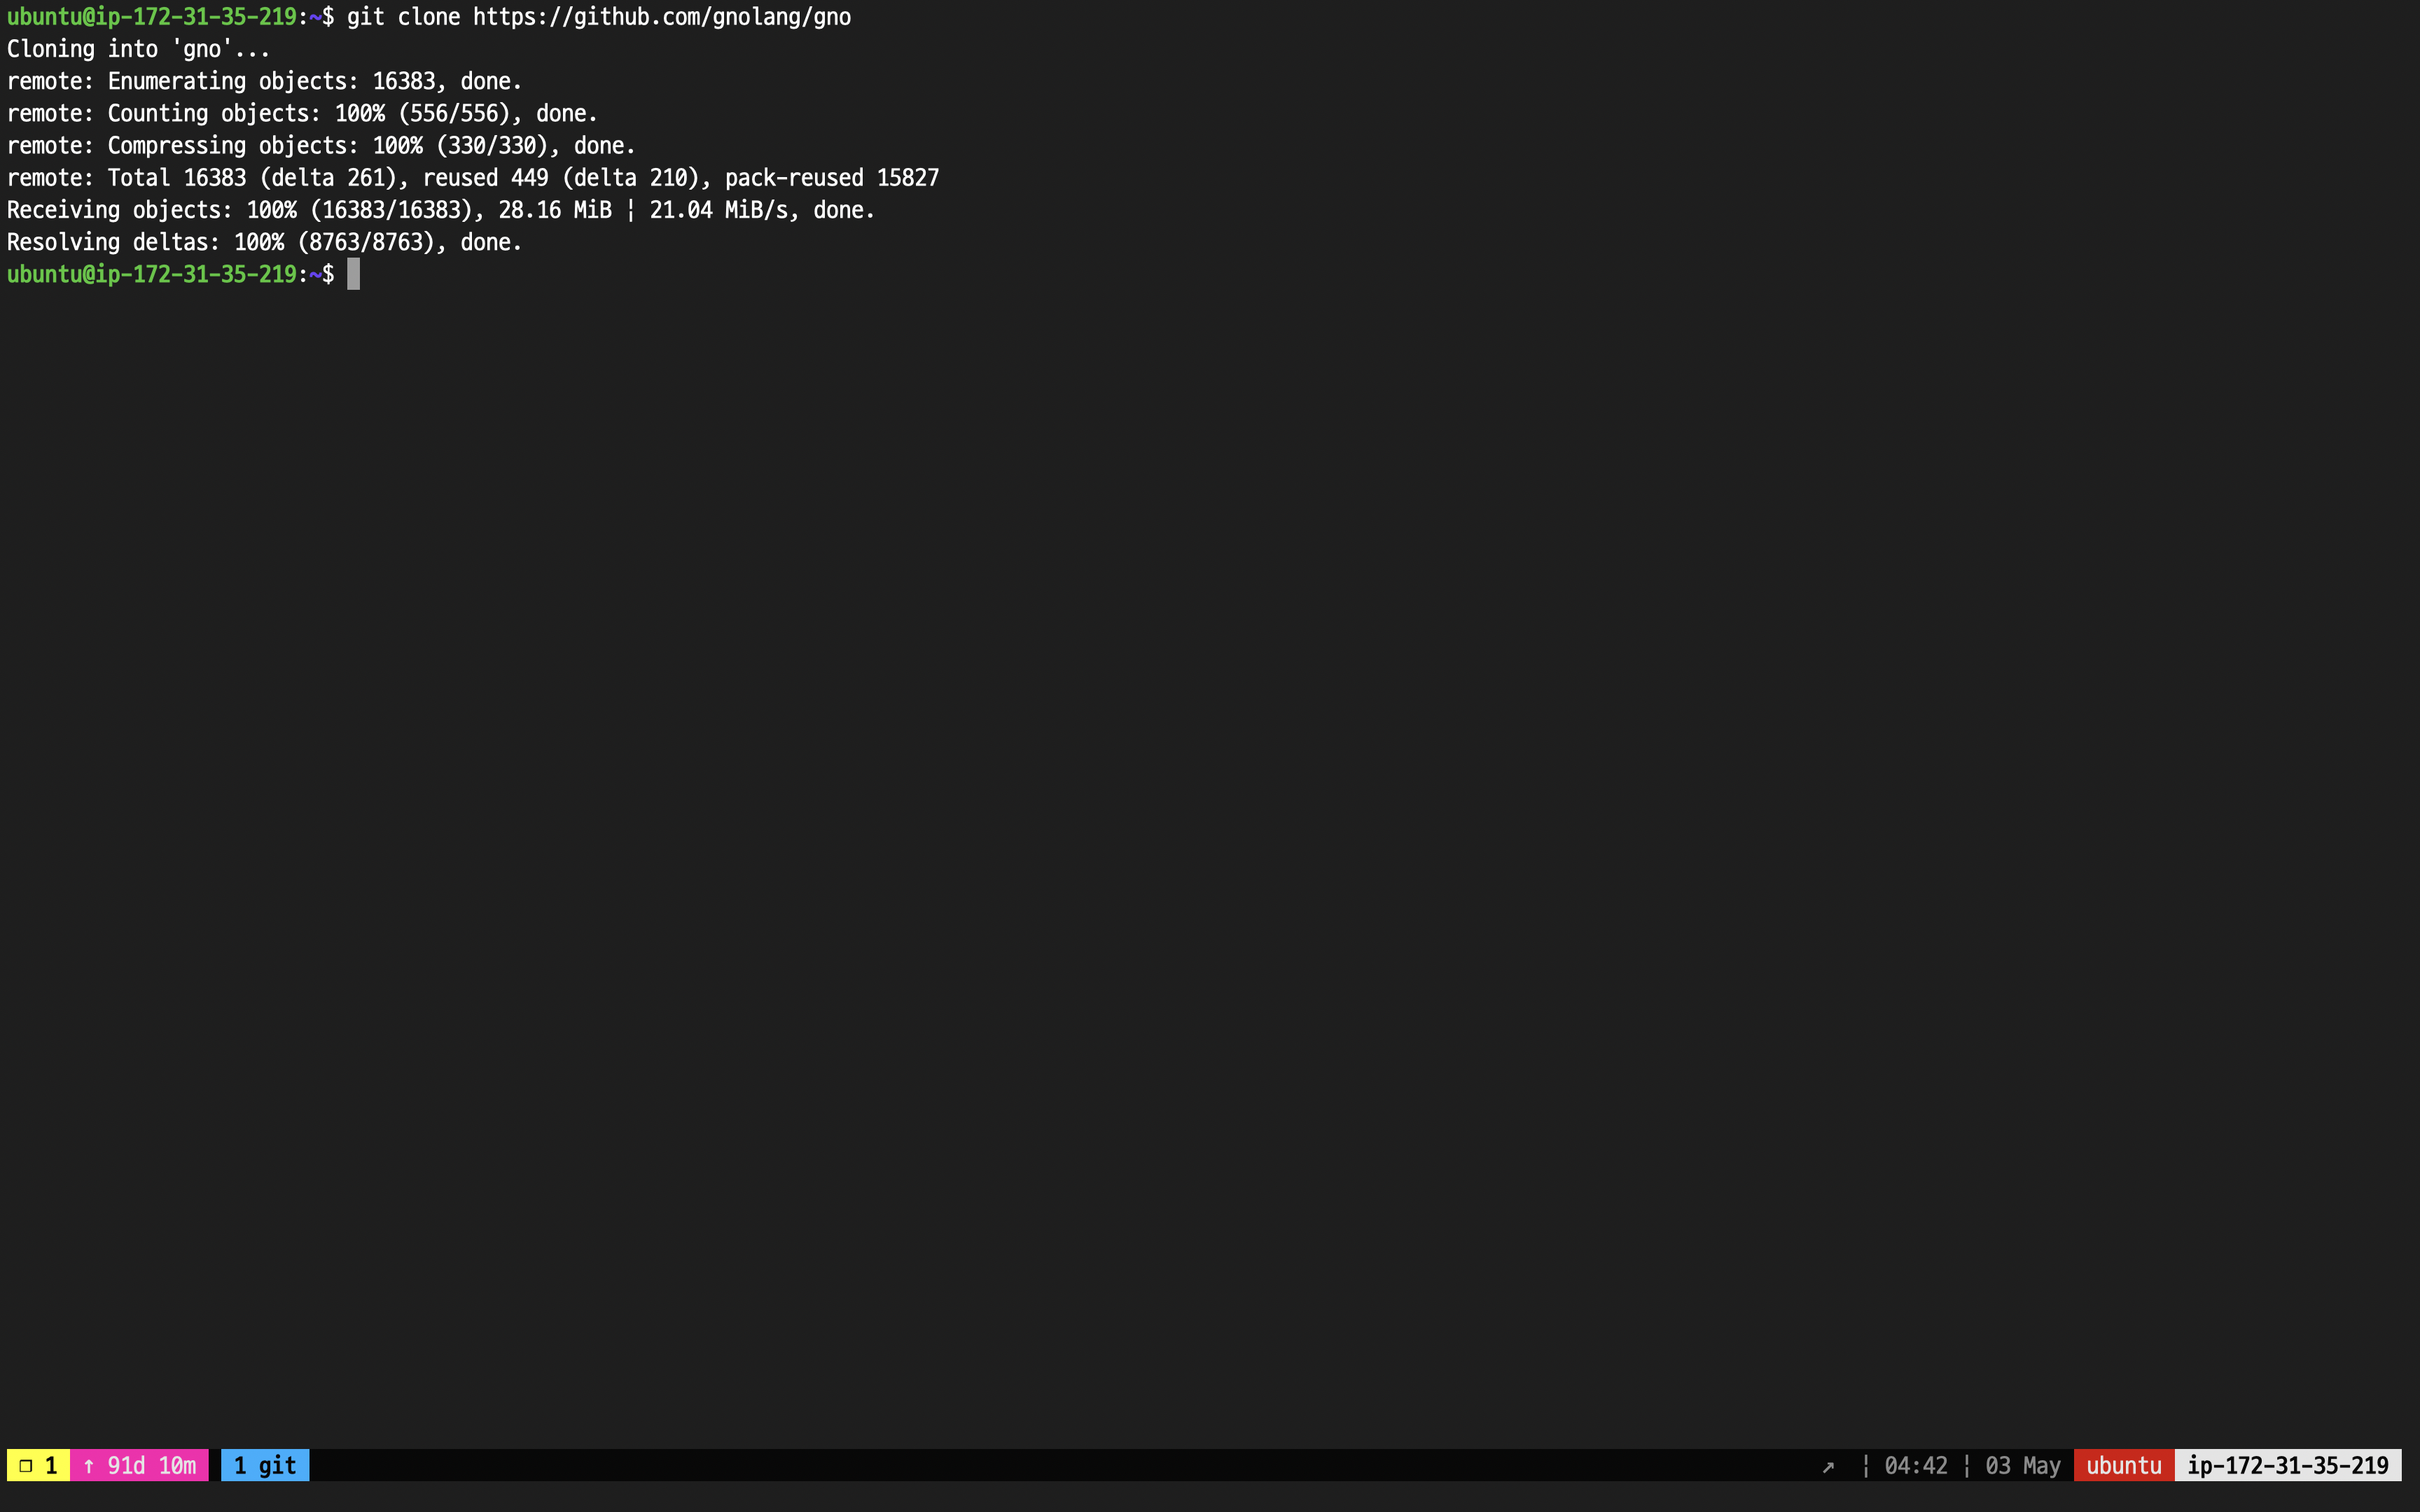 ubuntu@ip-172-31-35-219:~$ git clone https://github.com/gnolang/gno
Cloning into 'gno'...
remote: Enumerating objects: 16383, done.
remote: Counting objects: 100% (556/556), done.
remote: Compressing objects: 100% (330/330), done.
remote: Total 16383 (delta 261), reused 449 (delta 210), pack-reused 15827
Receiving objects: 100% (16383/16383), 28.16 MiB | 21.04 MiB/s, done.
Resolving deltas: 100% (8763/8763), done.
ubuntu@ip-172-31-35-219:~$
❐ 1 ↑ 91d 10m 1 git ↗ | 04:42 | 03 May ubuntu ip-172-31-35-219